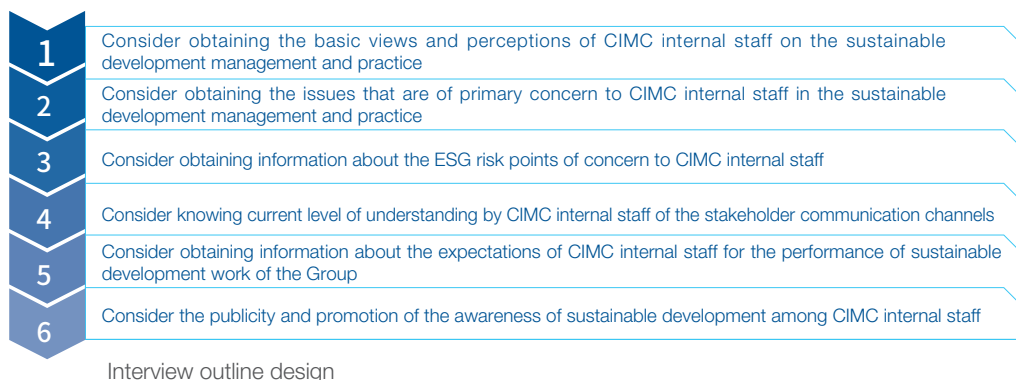 1
Consider obtaining the basic views and perceptions of CIMC internal staff on the sustainable
development management and practice
2
Consider obtaining the issues that are of primary concern to CIMC internal staff in the sustainable
development management and practice
3
Consider obtaining information about the ESG risk points of concern to CIMC internal staff
4
Consider knowing current level of understanding by CIMC internal staff of the stakeholder communication channels
5
Consider obtaining information about the expectations of CIMC internal staff for the performance of sustainable
development work of the Group
6
Consider the publicity and promotion of the awareness of sustainable development among CIMC internal staff
Interview outline design